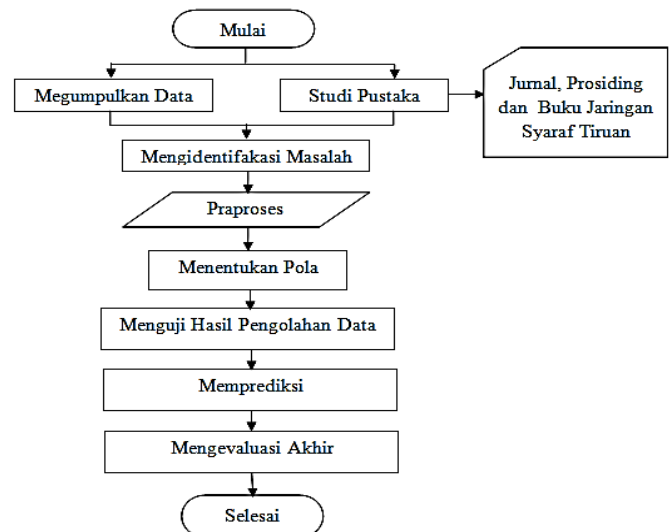 Mulai
Megumpulkan Data
Studi Pustaka
Jurnal, Prosiding
dan Buku Jaringan
Syaraf Tiruan
Mengidentifakasi Masalah
Praproses
Menentukan Pola
Menguji Hasil Pengolahan Data
Memprediksi
Mengevaluasi Akhir
Selesai